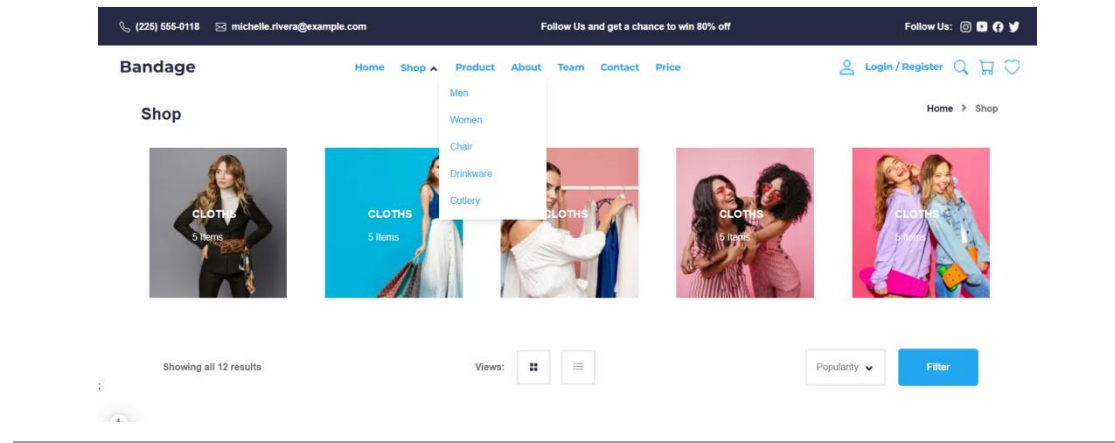 (225) 555-0118 michelle.rivera@example.com Follow Us and get a chance to win 80% off Follow Us:
Bandage Home Shop Product About Team Contact Price Login / Register
Men
Shop Home > Shop
Women
Chair
Drinkware
Cutlery
CLOTHS CLOTHS CLOTHS CLOTHS CLOTHS
5 Items 5 Items 5 Items 5 Items
Showing all 12 results Views: Popularity Filter
;